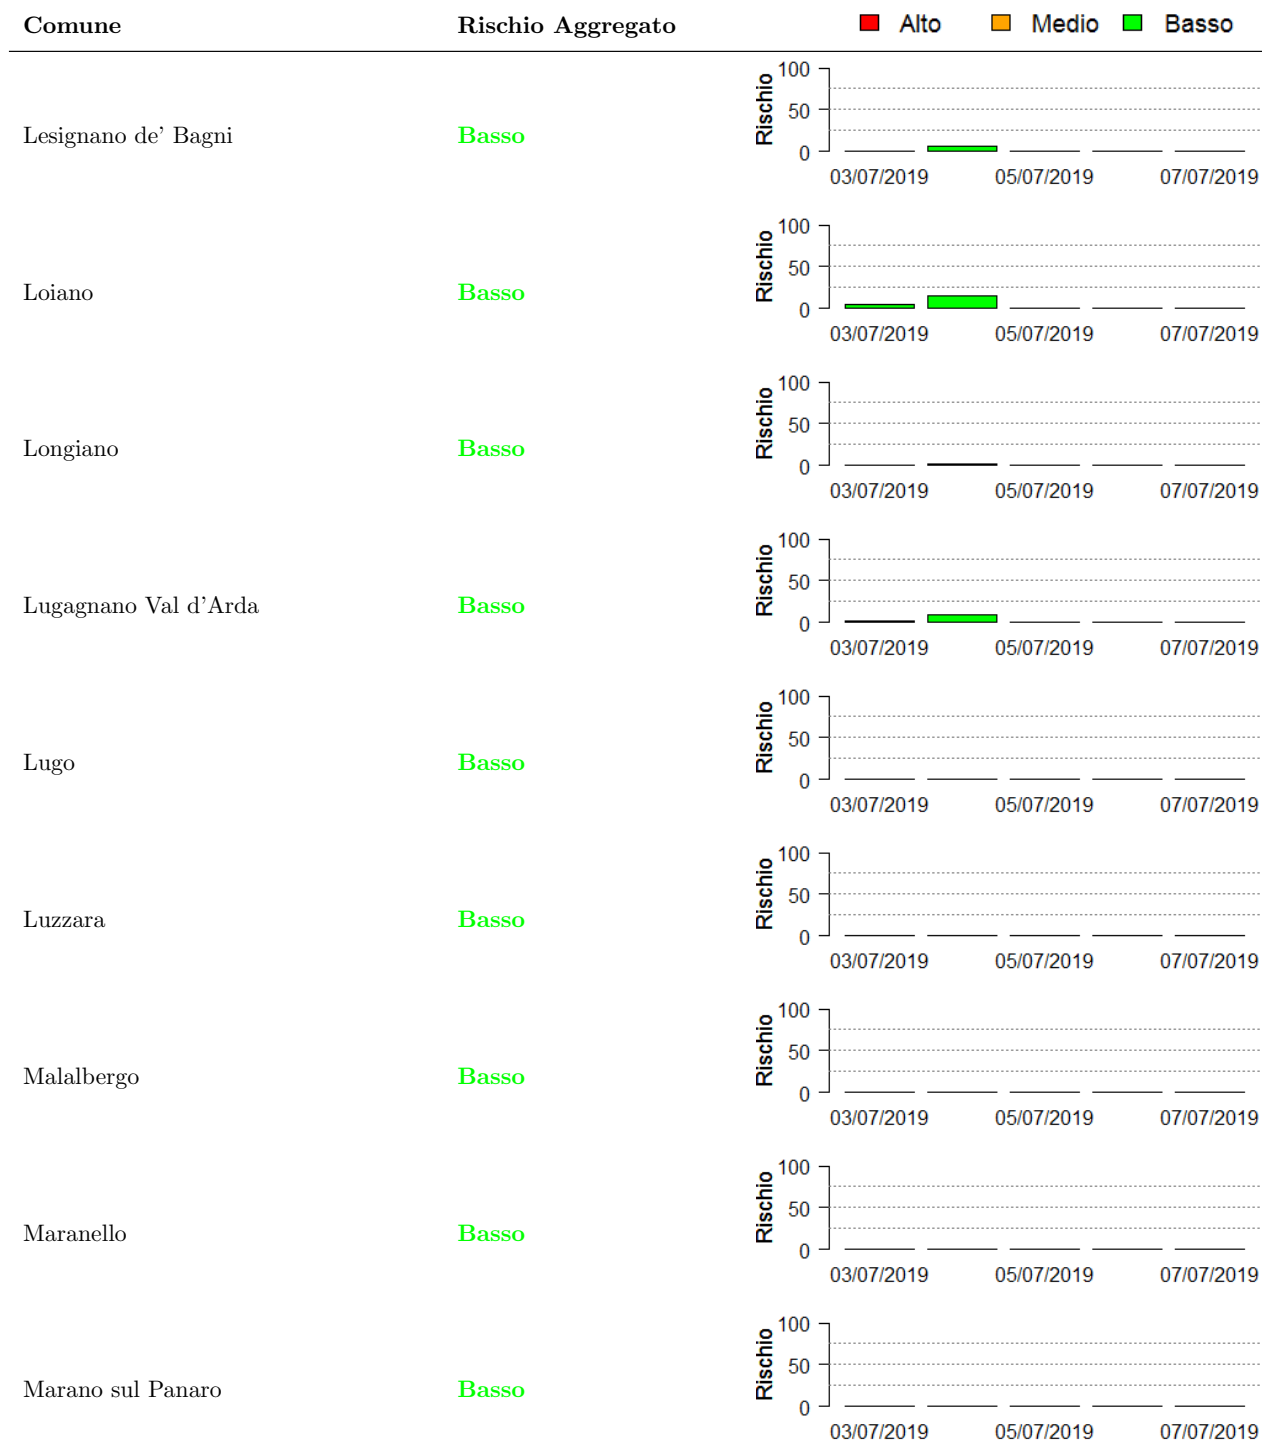 Comune Rischio Aggregato Alto Medio Basso
100
50
0
Rischio
Lesignano de' Bagni Basso
03/07/2019 05/07/2019 07/07/2019
100
50
0
Rischio
Loiano Basso
03/07/2019 05/07/2019 07/07/2019
100
50
0
Rischio
Longiano Basso
03/07/2019 05/07/2019 07/07/2019
100
50
0
Rischio
Lugagnano Val d'Arda Basso
03/07/2019 05/07/2019 07/07/2019
100
50
0
Rischio
Lugo Basso
03/07/2019 05/07/2019 07/07/2019
100
50
0
Rischio
Luzzara Basso
03/07/2019 05/07/2019 07/07/2019
100
50
0
Rischio
Malalbergo Basso
03/07/2019 05/07/2019 07/07/2019
100
50
0
Rischio
Maranello Basso
03/07/2019 05/07/2019 07/07/2019
100
50
0
Rischio
Marano sul Panaro Basso
03/07/2019 05/07/2019 07/07/2019